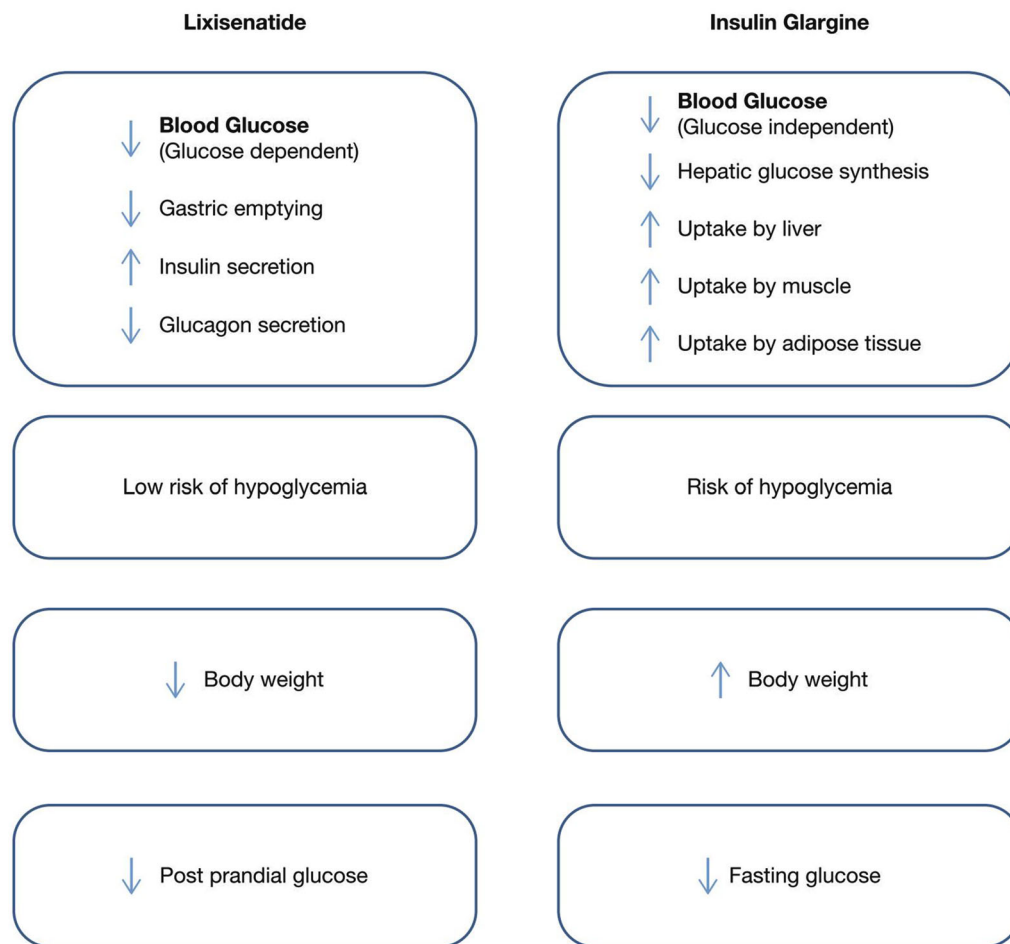 Lixisenatide
↓ Blood Glucose
(Glucose dependent)
↓ Gastric emptying
↑ Insulin secretion
↓ Glucagon secretion
Low risk of hypoglycemia
↓ Body weight
↓ Post prandial glucose
Insulin Glargine
↓ Blood Glucose
(Glucose independent)
↓ Hepatic glucose synthesis
↑ Uptake by liver
↑ Uptake by muscle
↑ Uptake by adipose tissue
Risk of hypoglycemia
↑ Body weight
↓ Fasting glucose